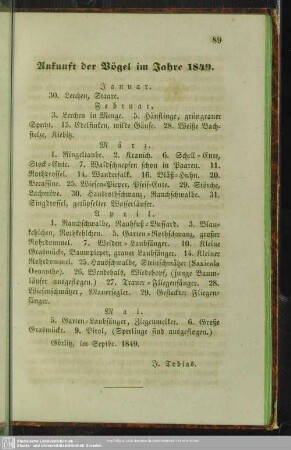 89
Ankunft der Vögel im Jahre 1849.
Januar.
30. Lerchen, Staare.
Februar.
3. Lerchen in Menge. 5. Hänflinge, grüngrauer
Specht. 13. Edelfinken, wilde Gänse. 28. Weiße Bach-
stelze, Kiebitz.
März.
1. Ringeltaube. 2. Kranich. 6. Schell-Ente,
Stock-Ente. 7. Waldschnepfen schon in Paaren. 11.
Rothdrossel. 14. Wanderfalk. 16. Bläß-Huhn. 20.
Becassine. 25. Wiesen-Pieper, Pfeif-Ente. 29. Störche,
Lachmöve. 30. Hausrothschwanz, Rauchschwalbe. 31.
Singdrossel, getüpfelter Wasserläufer.
April.
1. Rauchschwalbe, Rauhfuß-Bussard. 3. Blau-
kehlchen, Rothkehlchen. Garten-Rothschwanz, großer
Rohrdommel. 7. Weiden-Laubsänger. 10. Kleine
Grasmücke, Baumpieper, grauer Laubsänger. 14. Kleiner
Rohrdommel. 25. Hausschwalbe, Steinschmätzer (Saxicola
Oenanthe). 26. Wendehals, Wiedehopf, (junge Baum-
läufer ausgeflogen.) 27. Trauer-Fliegenfänger. 28.
Wiesenschmätzer, Mauersegler. 29. Gefleckter Fliegen-
fänger.
Mai.
5. Garten-Laubsänger, Ziegenmelker. 6. Große
Grasmücke. 9. Pirol, (Sperlinge sind ausgeflogen.)
Görlitz, im Septbr. 1849.
J. Tobias.